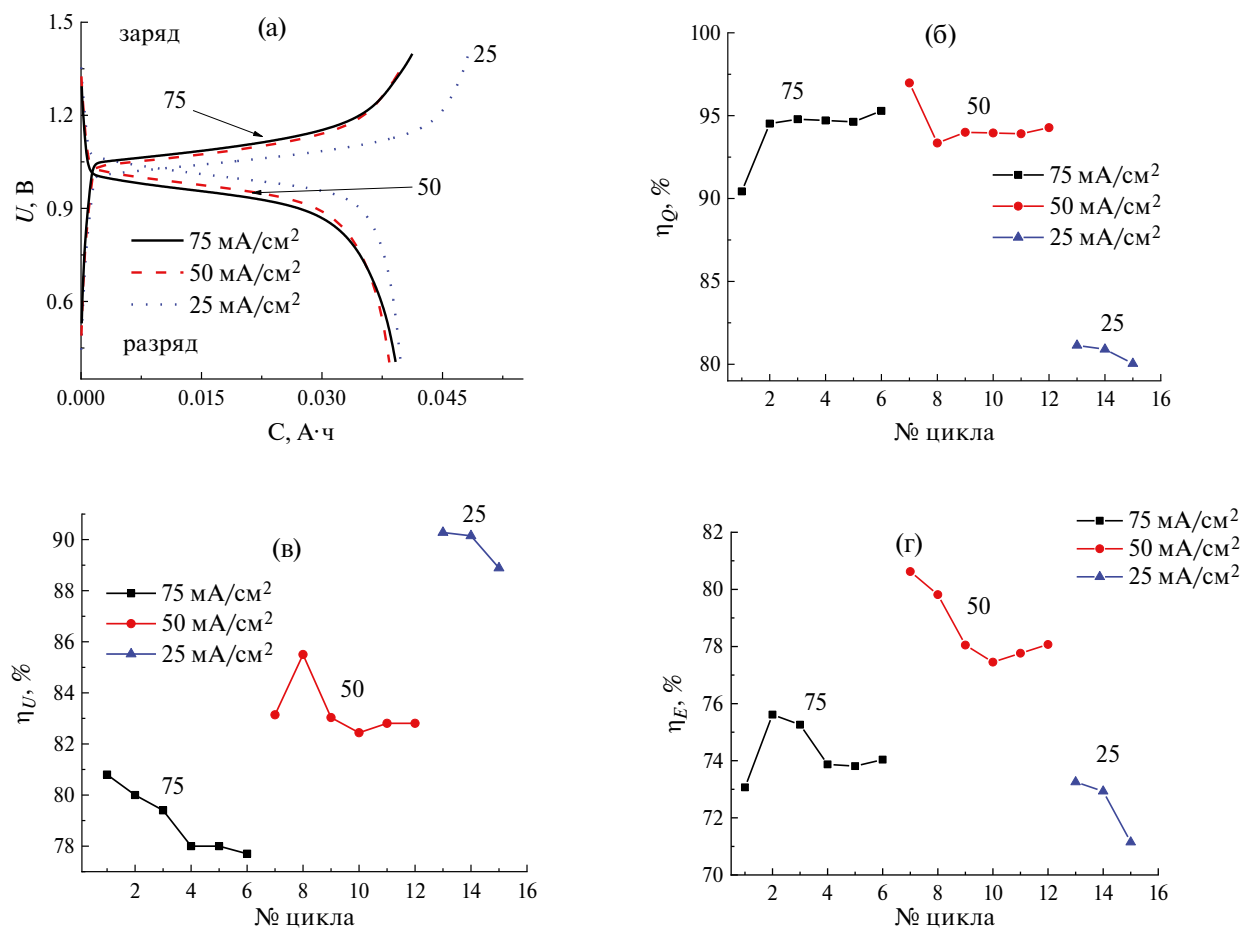 (а)
заряд
25
75
50
75 мА/см²
50 мА/см²
25 мА/см²
разряд
U, В
1.5
1.2
0.9
0.6
0.000 0.015 0.030 0.045
C, А·ч
(б)
75
50
25
75 мА/см²
50 мА/см²
25 мА/см²
η_Q, %
100
95
90
85
80
2 4 6 8 10 12 14 16
№ цикла
(в)
25
75 мА/см²
50 мА/см²
25 мА/см²
50
75
η_U, %
90
88
86
84
82
80
78
2 4 6 8 10 12 14 16
№ цикла
(г)
75 мА/см²
50 мА/см²
25 мА/см²
50
75
25
η_E, %
82
80
78
76
74
72
70
2 4 6 8 10 12 14 16
№ цикла